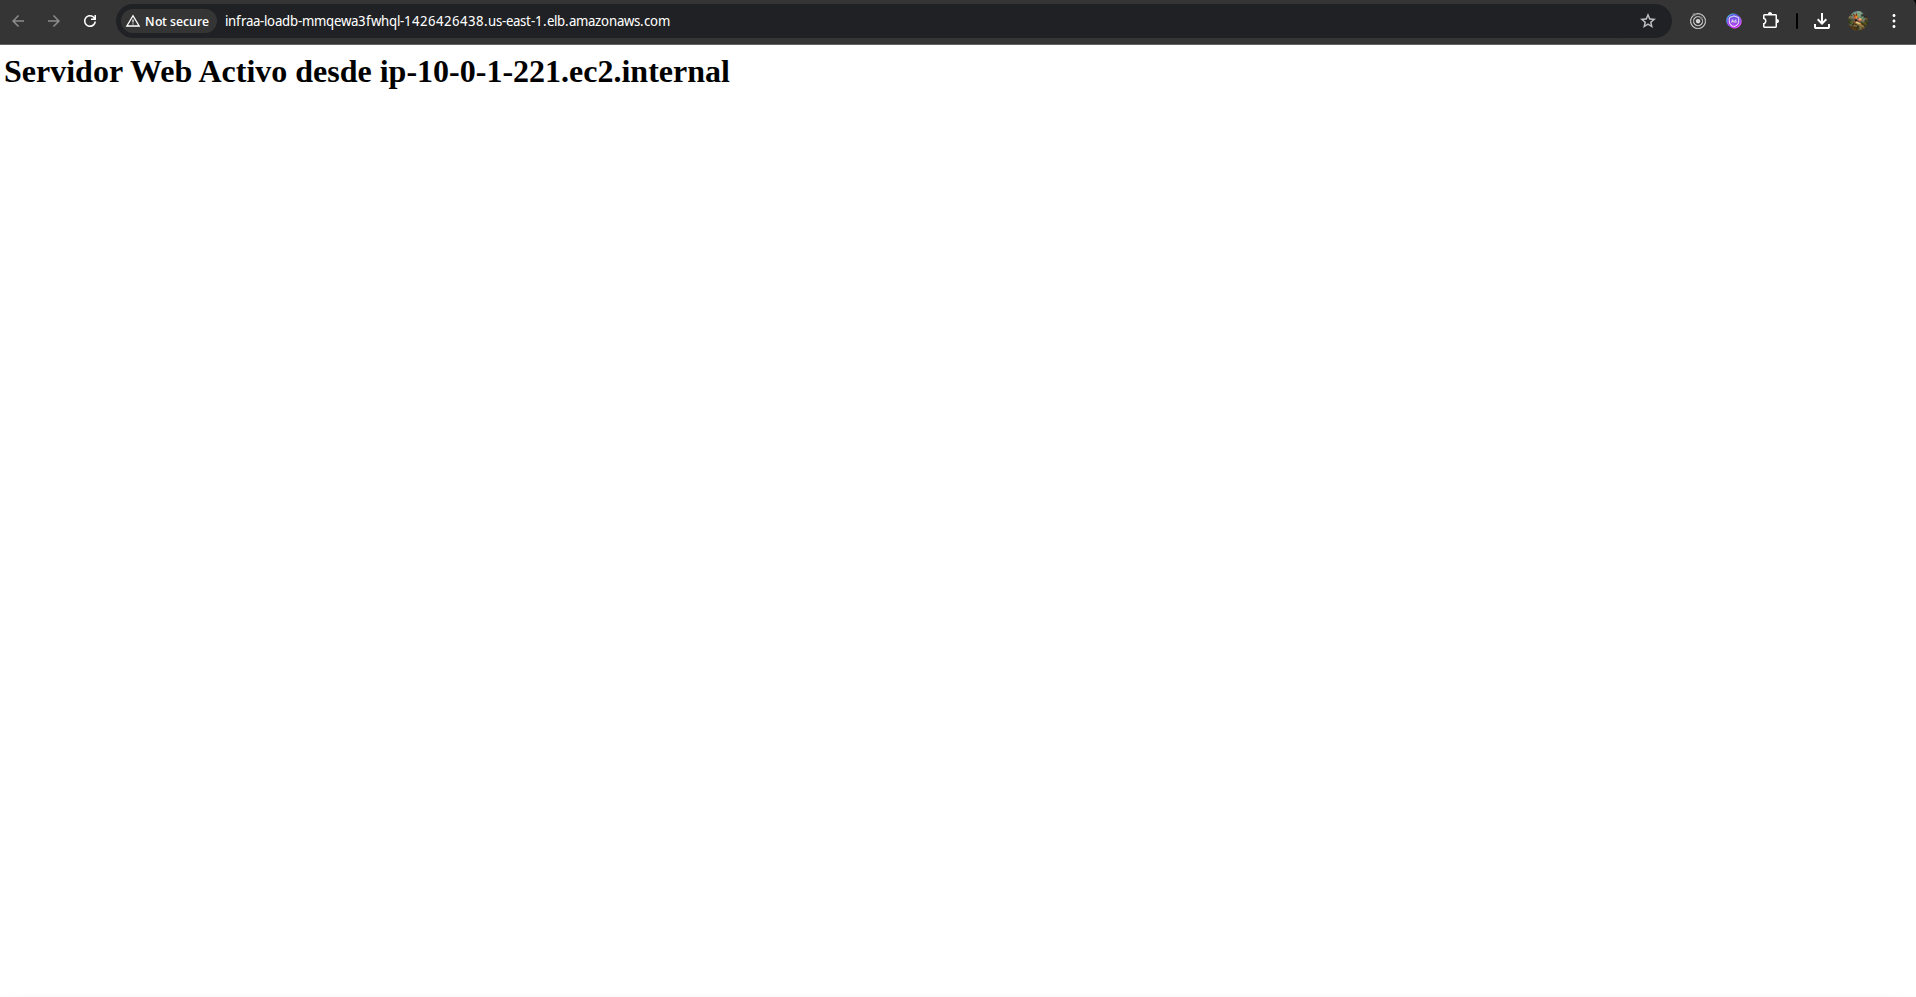 Not secure infraa-loadb-mmqewa3fwhql-1426426438.us-east-1.elb.amazonaws.com
Servidor Web Activo desde ip-10-0-1-221.ec2.internal